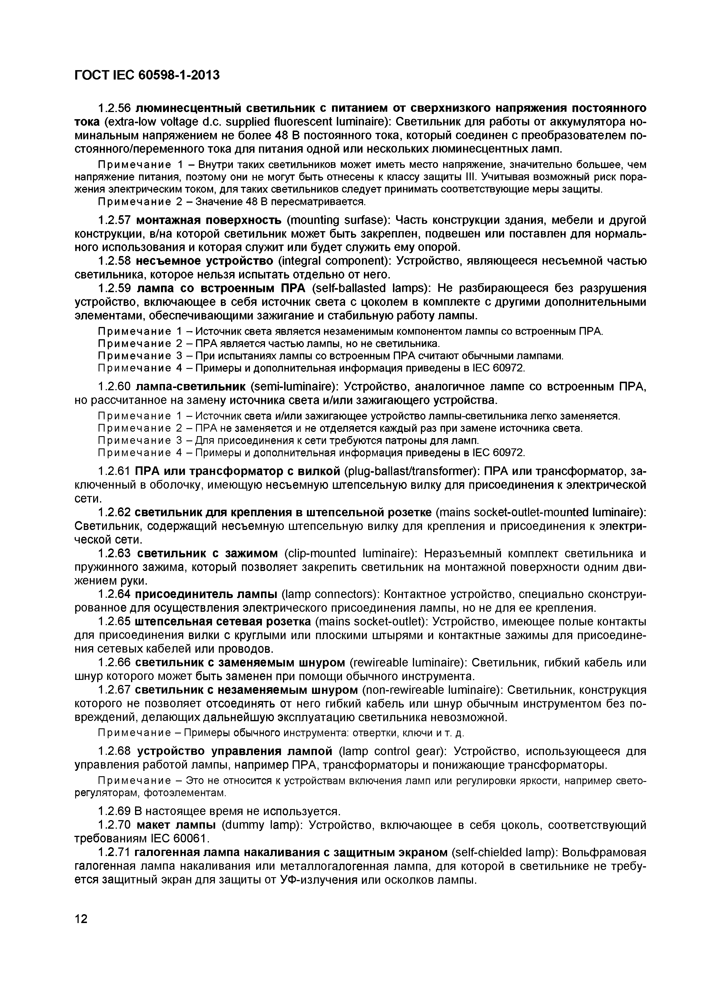 ГОСТ IEC 60598-1-2013
1.2.56 люминесцентный светильник с питанием от сверхнизкого напряжения постоянного
тока (extra-low voltage d.c. supplied fluorescent luminaire): Светильник для работы от аккумулятора но-
минальным напряжением не более 48 В постоянного тока, который соединен с преобразователем по-
стоянного/переменного тока для питания одной или нескольких люминесцентных ламп.
Примечание 1 – Внутри таких светильников может иметь место напряжение, значительно большее, чем
напряжение питания, поэтому они не могут быть отнесены к классу защиты III. Учитывая возможный риск пора-
жения электрическим током, для таких светильников следует принимать соответствующие меры защиты.
Примечание 2 – Значение 48 В пересматривается.
1.2.57 монтажная поверхность (mounting surfase): Часть конструкции здания, мебели и другой
конструкции, в/на которой светильник может быть закреплен, подвешен или поставлен для нормаль-
ного использования и которая служит или будет служить ему опорой.
1.2.58 несъемное устройство (integral component): Устройство, являющееся несъемной частью
светильника, которое нельзя испытать отдельно от него.
1.2.59 лампа со встроенным ПРА (self-ballasted lamps): Не разбирающееся без разрушения
устройство, включающее в себя источник света с цоколем в комплекте с другими дополнительными
элементами, обеспечивающими зажигание и стабильную работу лампы.
Примечание 1 – Источник света является незаменимым компонентом лампы со встроенным ПРА.
Примечание 2 – ПРА является частью лампы, но не светильника.
Примечание 3 – При испытаниях лампы со встроенным ПРА считают обычными лампами.
Примечание 4 – Примеры и дополнительная информация приведены в IEC 60972.
1.2.60 лампа-светильник (semi-luminaire): Устройство, аналогичное лампе со встроенным ПРА,
но рассчитанное на замену источника света и/или зажигающего устройства.
Примечание 1 – Источник света и/или зажигающее устройство лампы-светильника легко заменяется.
Примечание 2 – ПРА не заменяется и не отделяется каждый раз при замене источника света.
Примечание 3 – Для присоединения к сети требуются патроны для ламп.
Примечание 4 – Примеры и дополнительная информация приведены в IEC 60972.
1.2.61 ПРА или трансформатор с вилкой (plug-ballast/transformer): ПРА или трансформатор, за-
ключенный в оболочку, имеющую несъемную штепсельную вилку для присоединения к электрической
сети.
1.2.62 светильник для крепления в штепсельной розетке (mains socket-outlet-mounted luminaire):
Светильник, содержащий несъемную штепсельную вилку для крепления и присоединения к электри-
ческой сети.
1.2.63 светильник с зажимом (clip-mounted luminaire): Неразъемный комплект светильника и
пружинного зажима, который позволяет закрепить светильник на монтажной поверхности одним дви-
жением руки.
1.2.64 присоединитель лампы (lamp connectors): Контактное устройство, специально сконструи-
рованное для осуществления электрического присоединения лампы, но не для ее крепления.
1.2.65 штепсельная сетевая розетка (mains socket-outlet): Устройство, имеющее полые контакты
для присоединения вилки с круглыми или плоскими штырями и контактные зажимы для присоедине-
ния сетевых кабелей или проводов.
1.2.66 светильник с заменяемым шнуром (rewireable luminaire): Светильник, гибкий кабель или
шнур которого может быть заменен при помощи обычного инструмента.
1.2.67 светильник с незаменяемым шнуром (non-rewireable luminaire): Светильник, конструкция
которого не позволяет отсоединять от него гибкий кабель или шнур обычным инструментом без по-
вреждений, делающих дальнейшую эксплуатацию светильника невозможной.
Примечание – Примеры обычного инструмента: отвертки, ключи и т. д.
1.2.68 устройство управления лампой (lamp control gear): Устройство, использующееся для
управления работой лампы, например ПРА, трансформаторы и понижающие трансформаторы.
Примечание – Это не относится к устройствам включения ламп или регулировки яркости, например свето-
регуляторам, фотоэлементам.
1.2.69 В настоящее время не используется.
1.2.70 макет лампы (dummy lamp): Устройство, включающее в себя цоколь, соответствующий
требованиям IEC 60061.
1.2.71 галогенная лампа накаливания с защитным экраном (self-chielded lamp): Вольфрамовая
галогенная лампа накаливания или металлогалогенная лампа, для которой в светильнике не требу-
ется защитный экран для защиты от УФ-излучения или осколков лампы.
12